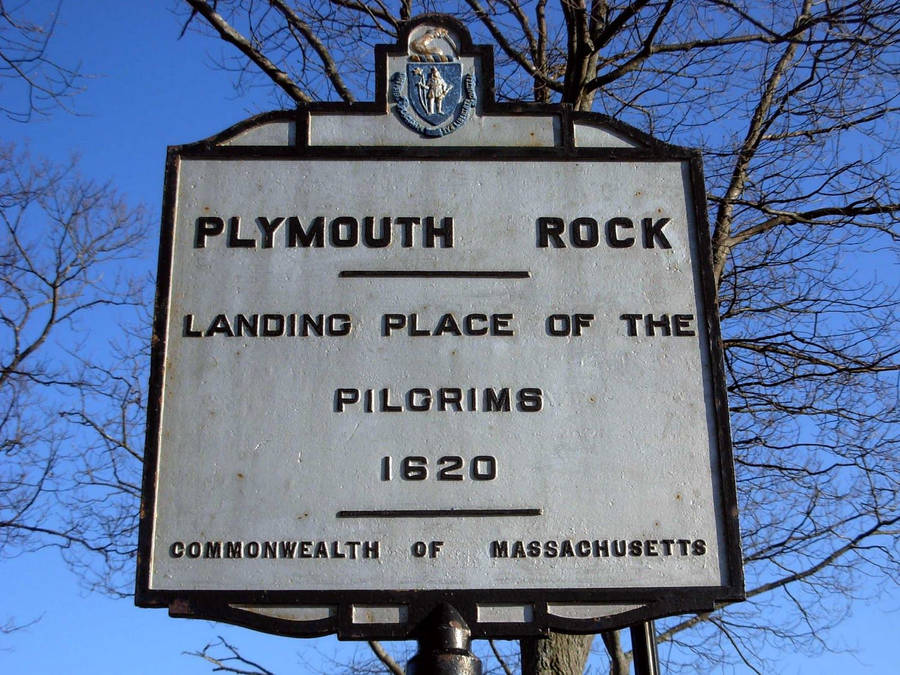 PLYMOUTH ROCK
LANDING PLACE OF THE
PILGRIMS
1620
COMMONWEALTH OF MASSACHUSETTS